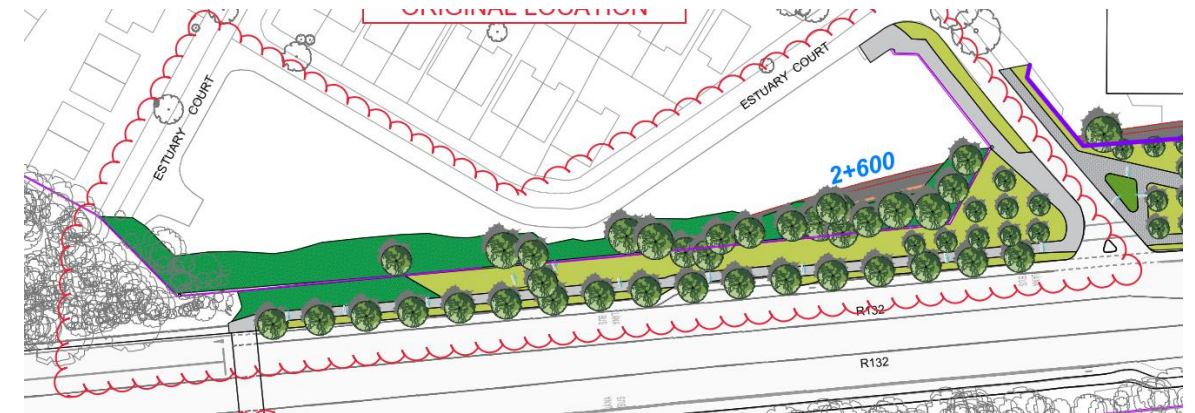 ORIGINAL LOCATION
ESTUARY COURT
ESTUARY COURT
2+600
R132
R132